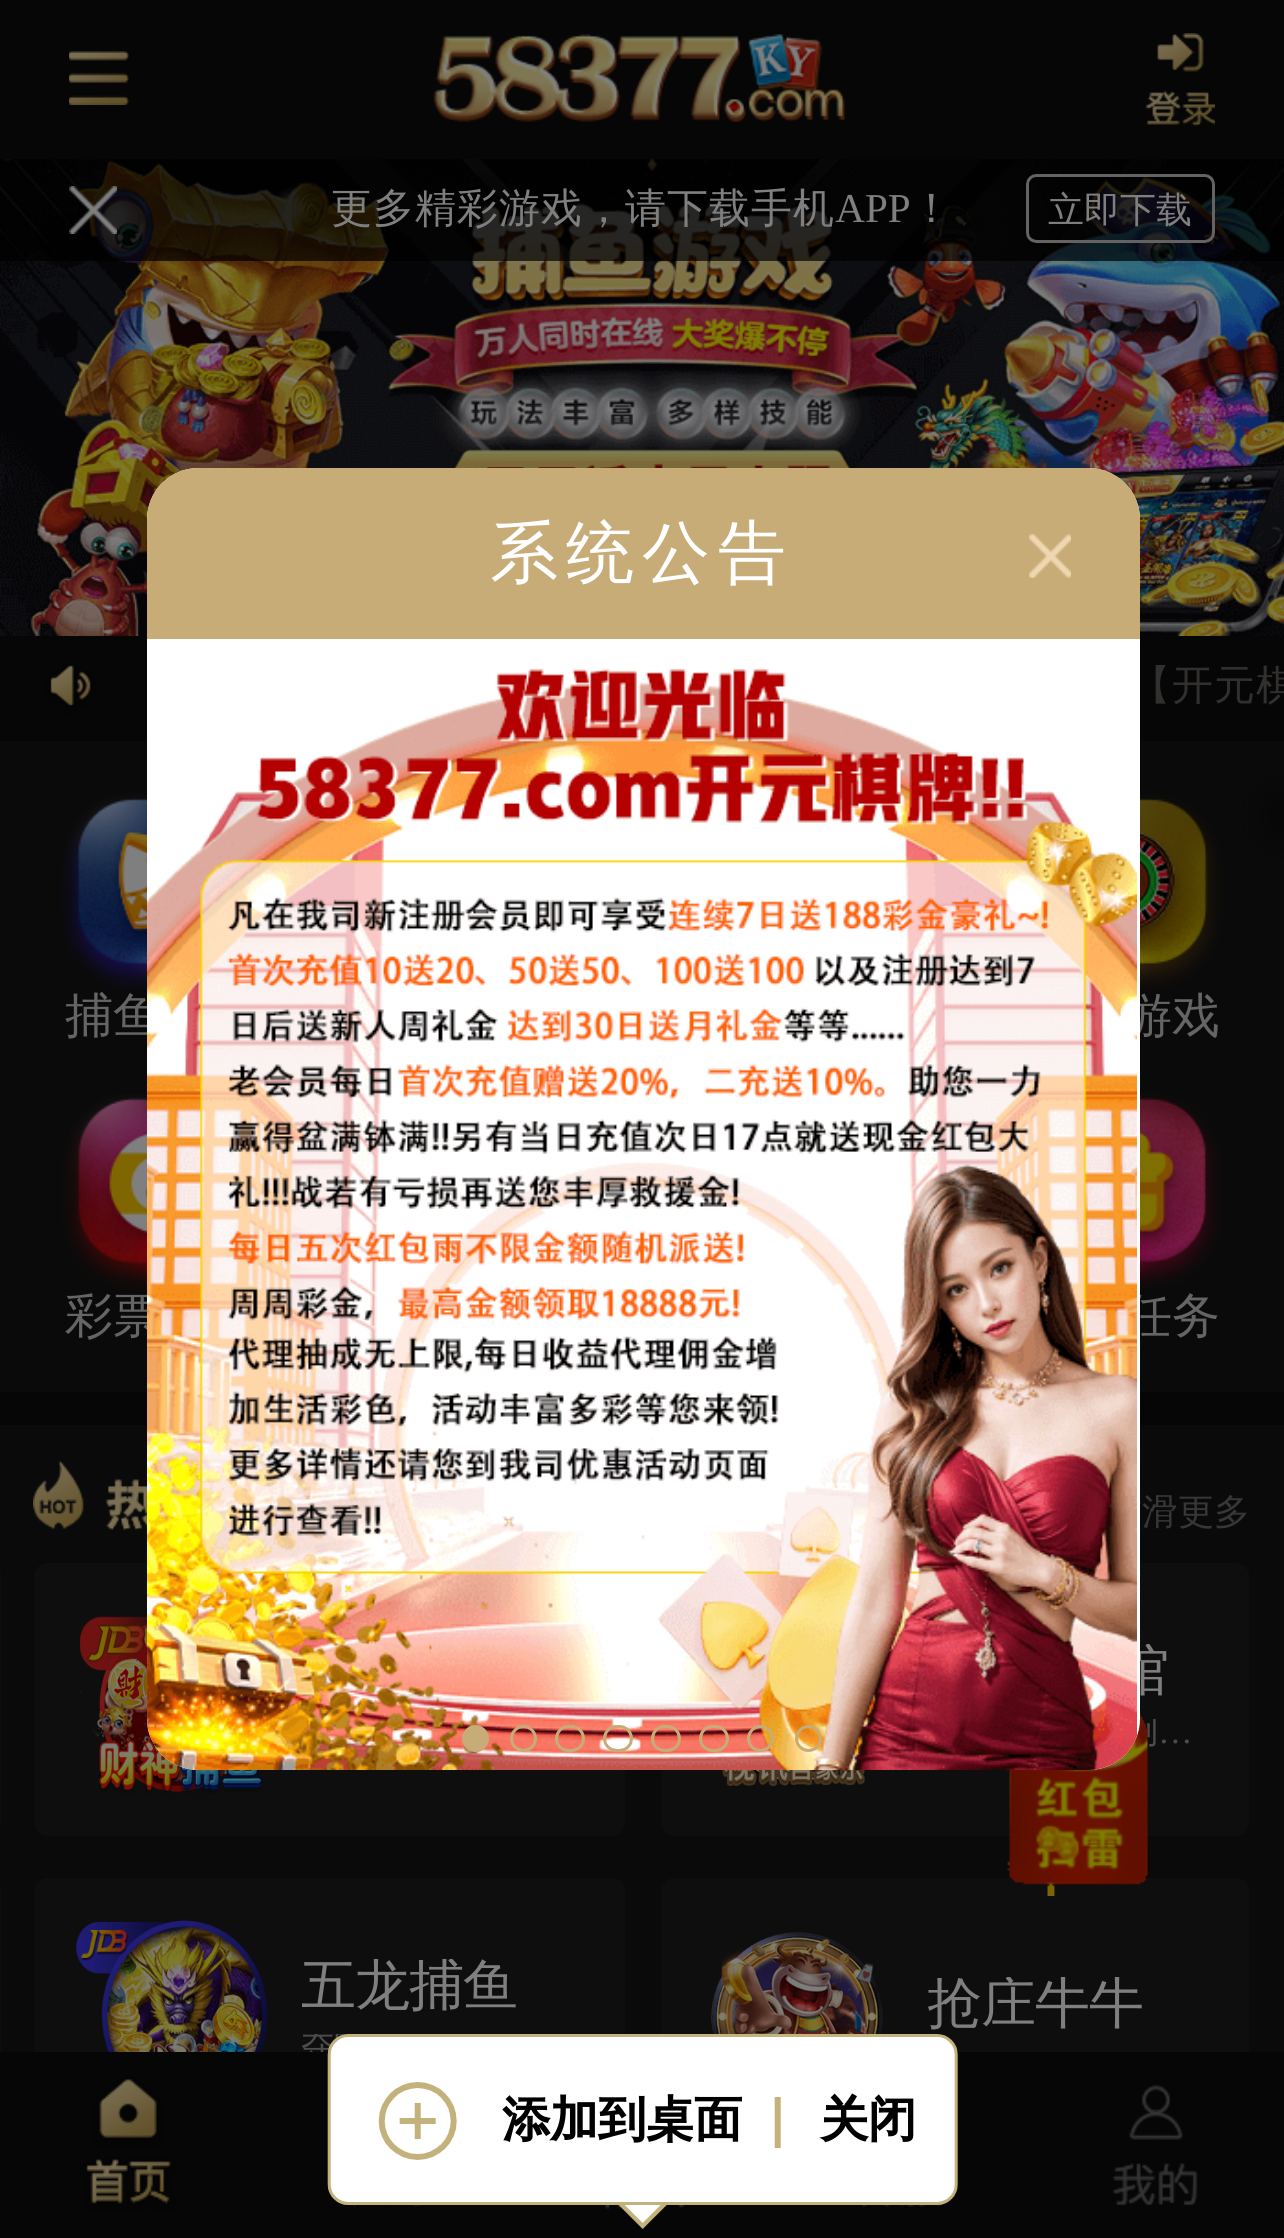 58377.com
KY
登录
更多精彩游戏，请下载手机APP！
立即下载
捕鱼游戏
万人同时在线 大奖爆不停
玩法丰富 多样技能
系统公告
【开元棋
欢迎光临
58377.com开元棋牌!!
凡在我司新注册会员即可享受连续7日送188彩金豪礼~!
首次充值10送20、50送50、100送100 以及注册达到7
日后送新人周礼金 达到30日送月礼金等等......
老会员每日首次充值赠送20%，二充送10%。助您一力
赢得盆满钵满!!另有当日充值次日17点就送现金红包大
礼!!!战若有亏损再送您丰厚救援金!
每日五次红包雨不限金额随机派送!
周周彩金，最高金额领取18888元!
代理抽成无上限,每日收益代理佣金增
加生活彩色，活动丰富多彩等您来领!
更多详情还请您到我司优惠活动页面
进行查看!!
捕鱼
游戏
彩票
任务
HOT
热
滑更多
JDB
财神捕鱼
红包
扫雷
JDB
五龙捕鱼
抢庄牛牛
添加到桌面 | 关闭
首页
我的